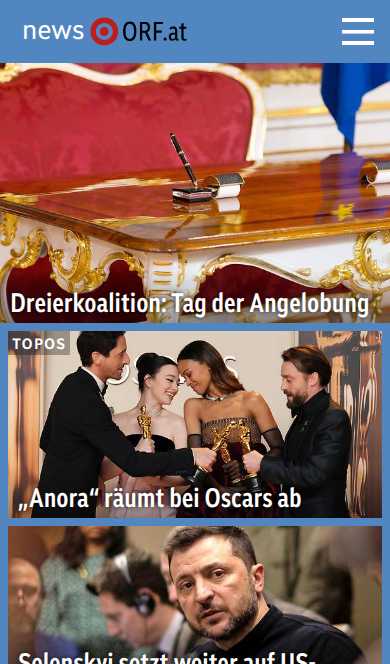 news ORF.at
Dreierkoalition: Tag der Angelobung
TOPOS
„Anora“ räumt bei Oscars ab
Selenskyj setzt weiter auf US-